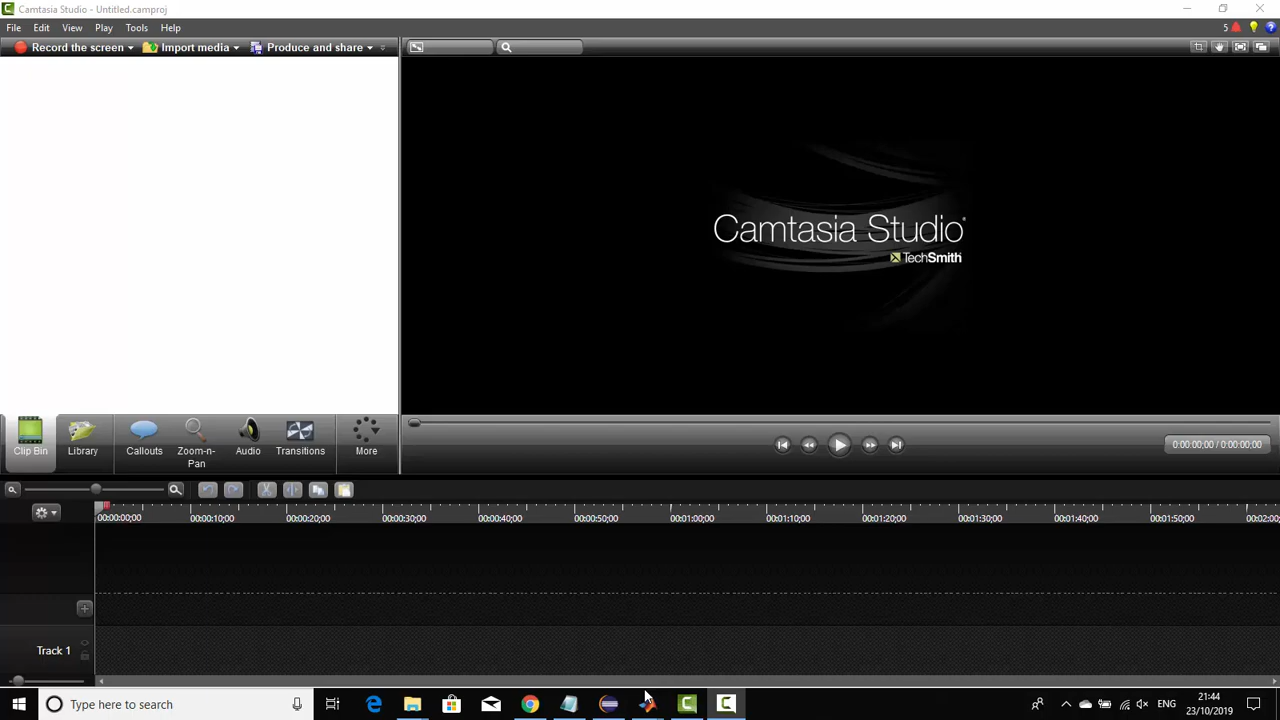 Camtasia Studio - Untitled.camproj
File Edit View Play Tools Help 5
Record the screen Import media Produce and share
Camtasia Studio®
TechSmith
Clip Bin Library Callouts Zoom-n-Pan Audio Transitions More
0:00:00;00 / 0:00:00;00
00:00:00;00 00:00:10;00 00:00:20;00 00:00:30;00 00:00:40;00 00:00:50;00 00:01:00;00 00:01:10;00 00:01:20;00 00:01:30;00 00:01:40;00 00:01:50;00 00:02:00;
Track 1
Type here to search ENG 21:44
23/10/2019